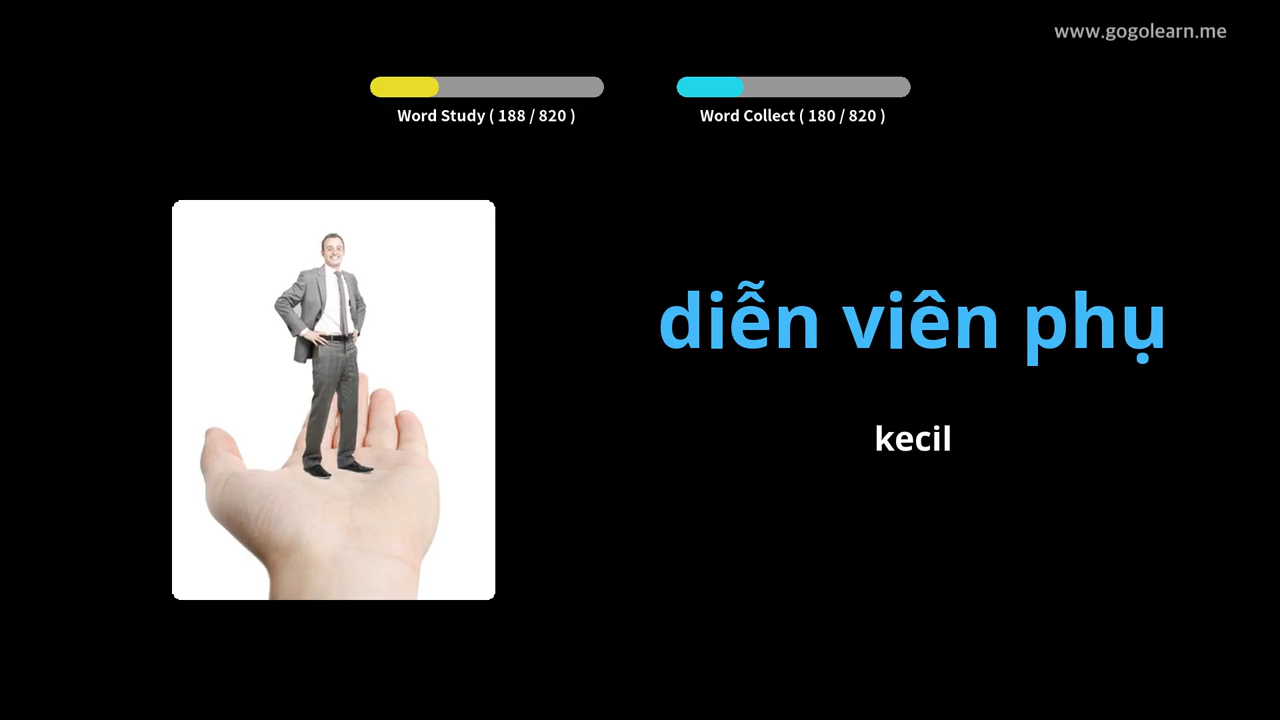 www.gogolearn.me
Word Study ( 188 / 820 )
Word Collect ( 180 / 820 )
diễn viên phụ
kecil